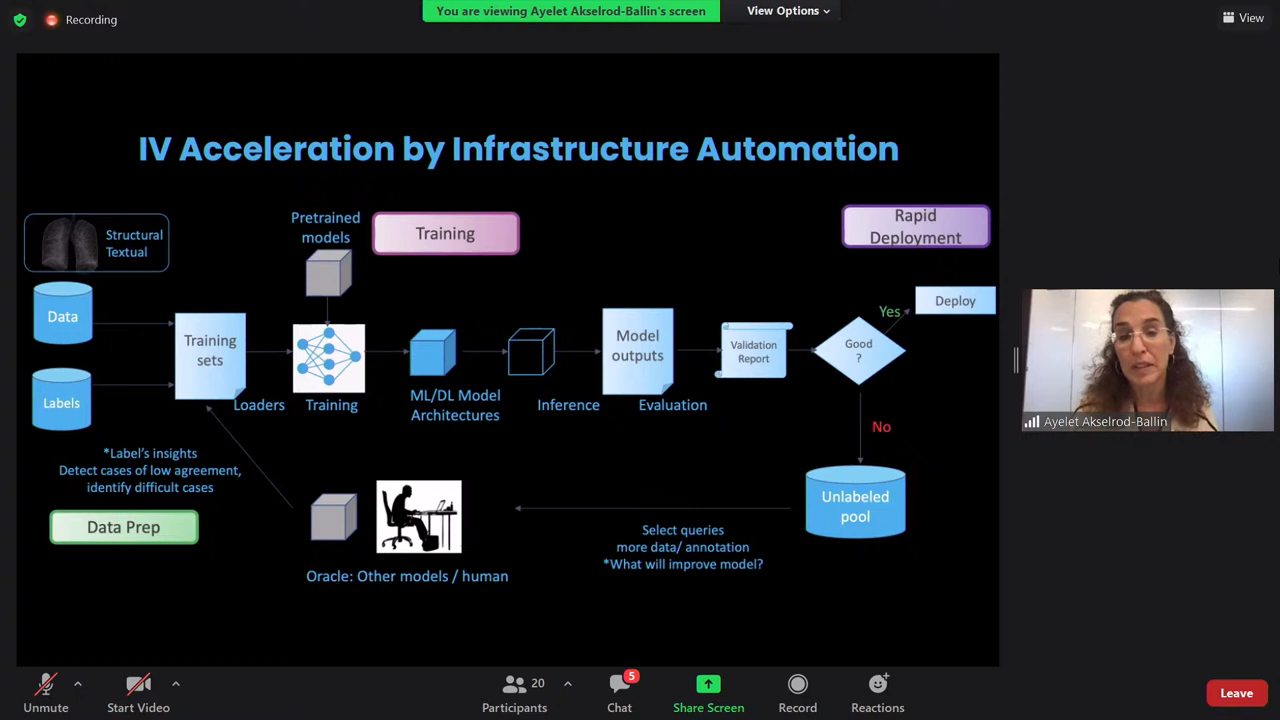 Recording
You are viewing Ayelet Akselrod-Ballin's screen
View Options
View
IV Acceleration by Infrastructure Automation
Structural
Textual
Pretrained
models
Training
Rapid
Deployment
Data
Labels
Training
sets
Loaders
Training
ML/DL Model
Architectures
Inference
Model
outputs
Evaluation
Validation
Report
Good
?
Yes
Deploy
No
*Label's insights
Detect cases of low agreement,
identify difficult cases
Data Prep
Oracle: Other models / human
Select queries
more data/ annotation
*What will improve model?
Unlabeled
pool
Ayelet Akselrod-Ballin
Unmute
Start Video
20
Participants
5
Chat
Share Screen
Record
Reactions
Leave